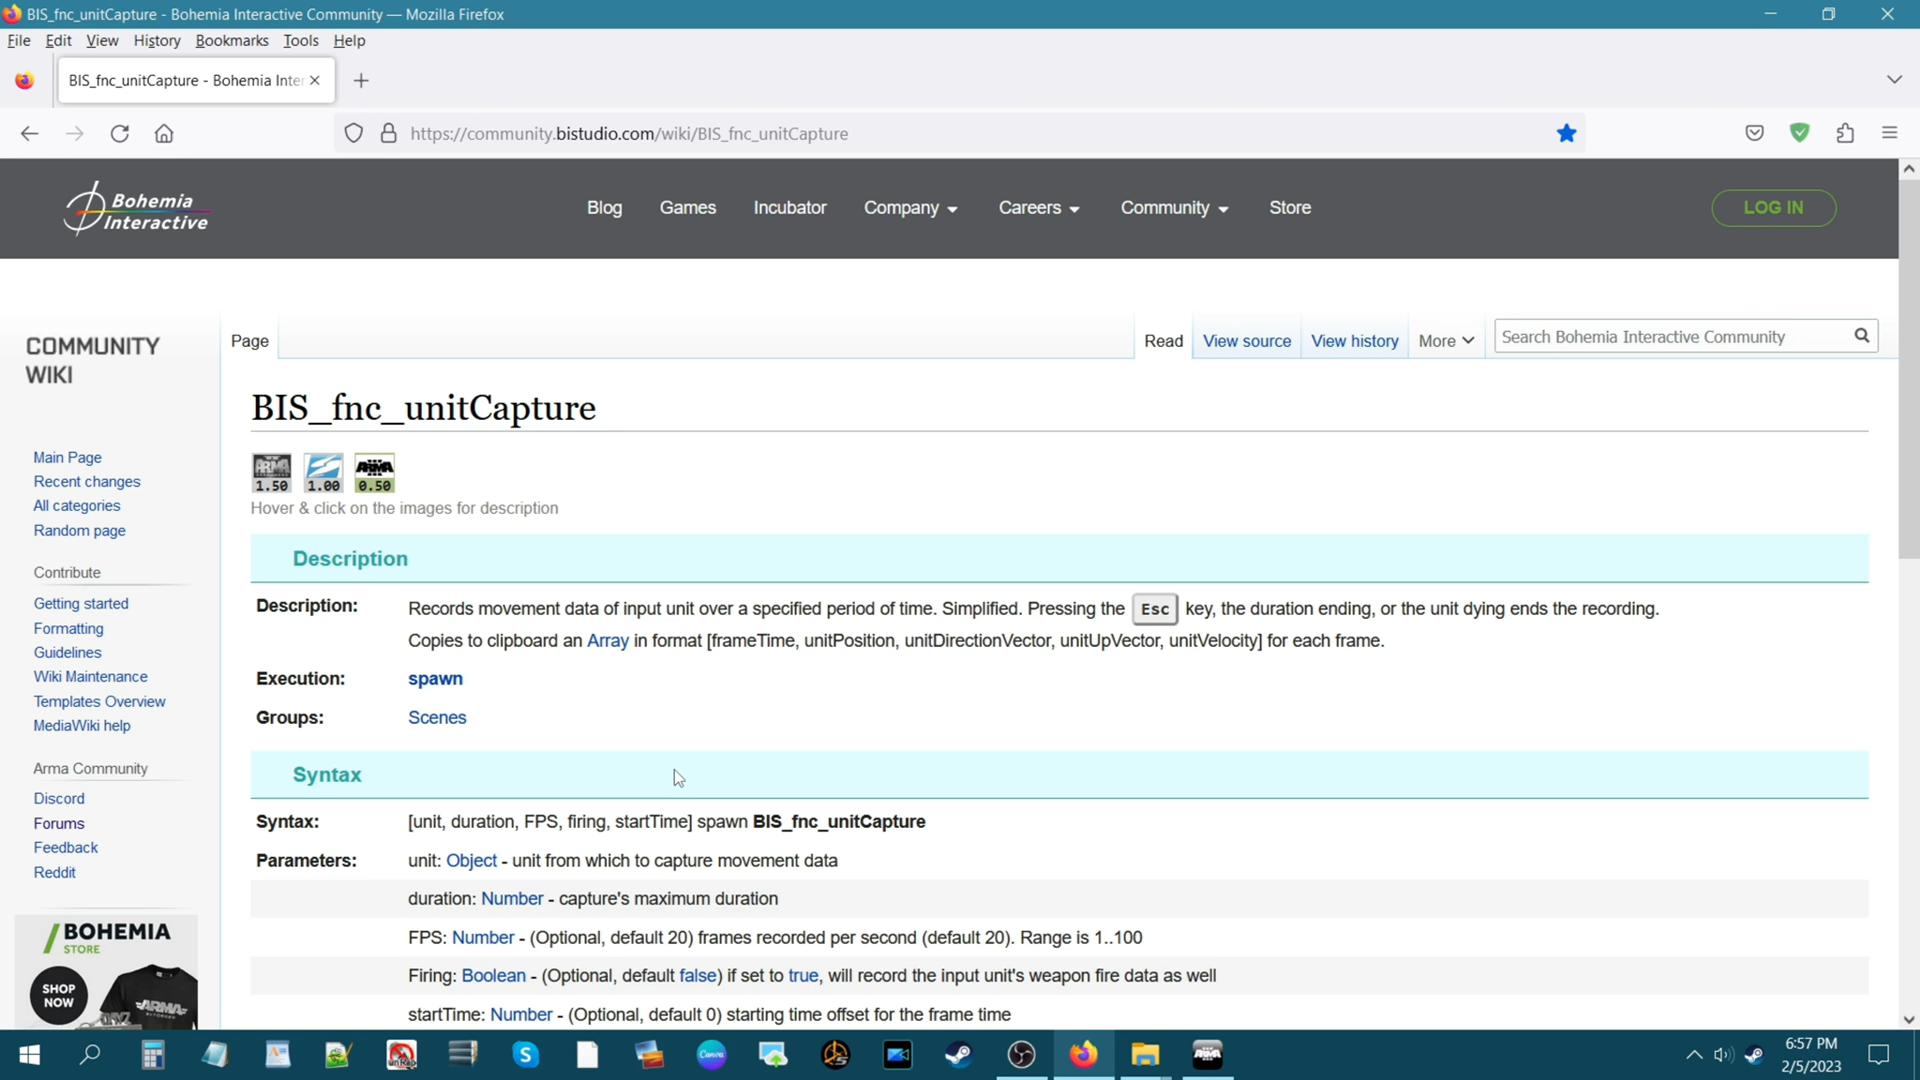 BIS_fnc_unitCapture - Bohemia Interactive Community — Mozilla Firefox
File Edit View History Bookmarks Tools Help
BIS_fnc_unitCapture - Bohemia Inter
https://community.bistudio.com/wiki/BIS_fnc_unitCapture
Bohemia Interactive
Blog Games Incubator Company Careers Community Store LOG IN
COMMUNITY WIKI
Page Read View source View history More Search Bohemia Interactive Community
BIS_fnc_unitCapture
ARMA 1.50 1.00 ARMA 0.50
Hover & click on the images for description
Main Page
Recent changes
All categories
Random page
Contribute
Getting started
Formatting
Guidelines
Wiki Maintenance
Templates Overview
MediaWiki help
Arma Community
Discord
Forums
Feedback
Reddit
BOHEMIA
STORE
SHOP NOW
ARMA
Description
Description: Records movement data of input unit over a specified period of time. Simplified. Pressing the Esc key, the duration ending, or the unit dying ends the recording.
Copies to clipboard an Array in format [frameTime, unitPosition, unitDirectionVector, unitUpVector, unitVelocity] for each frame.
Execution: spawn
Groups: Scenes
Syntax
Syntax: [unit, duration, FPS, firing, startTime] spawn BIS_fnc_unitCapture
Parameters: unit: Object - unit from which to capture movement data
duration: Number - capture's maximum duration
FPS: Number - (Optional, default 20) frames recorded per second (default 20). Range is 1..100
Firing: Boolean - (Optional, default false) if set to true, will record the input unit's weapon fire data as well
startTime: Number - (Optional, default 0) starting time offset for the frame time
Canva
6:57 PM
2/5/2023